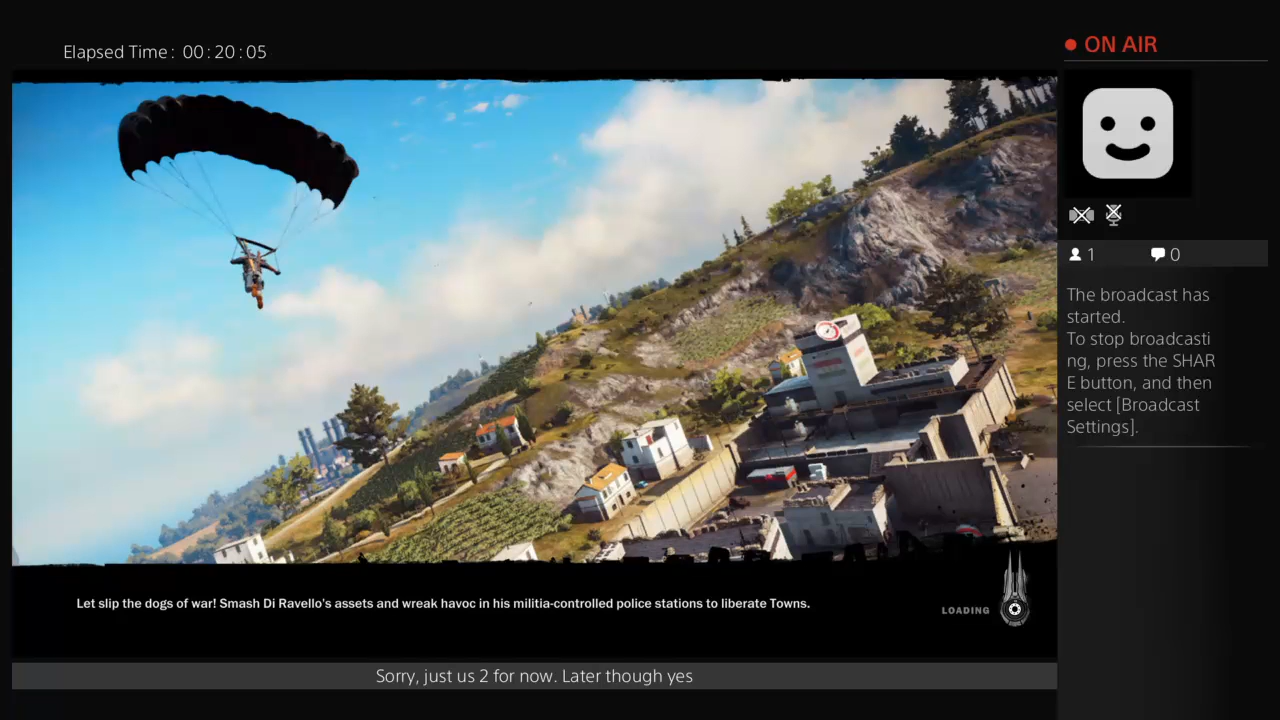 Elapsed Time: 00:20:05
ON AIR
1 0
The broadcast has
started.
To stop broadcasti
ng, press the SHAR
E button, and then
select [Broadcast
Settings].
Let slip the dogs of war! Smash Di Ravello's assets and wreak havoc in his militia-controlled police stations to liberate Towns.
LOADING
Sorry, just us 2 for now. Later though yes